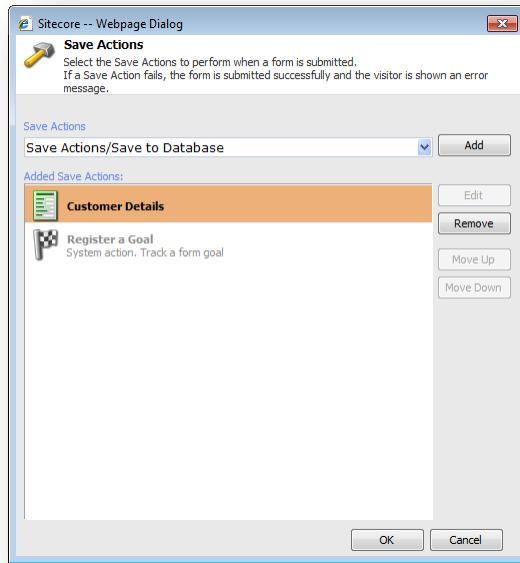 Sitecore -- Webpage Dialog
Save Actions
Select the Save Actions to perform when a form is submitted.
If a Save Action fails, the form is submitted successfully and the visitor is shown an error
message.
Save Actions
Save Actions/Save to Database
Add
Added Save Actions:
Customer Details
Edit
Remove
Register a Goal
System action. Track a form goal
Move Up
Move Down
OK
Cancel